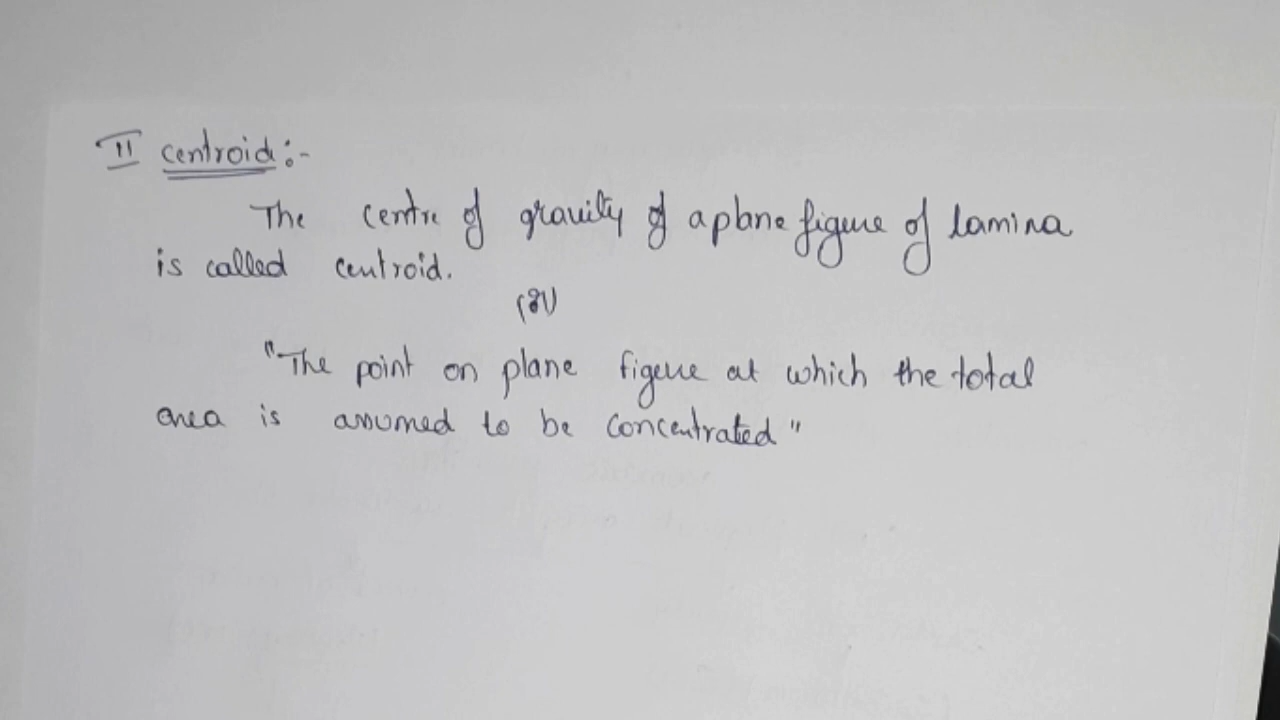 II centroid:-
The centre of gravity of a plane figure of lamina
is called centroid.
(or)
"The point on plane figure at which the total
area is assumed to be concentrated"